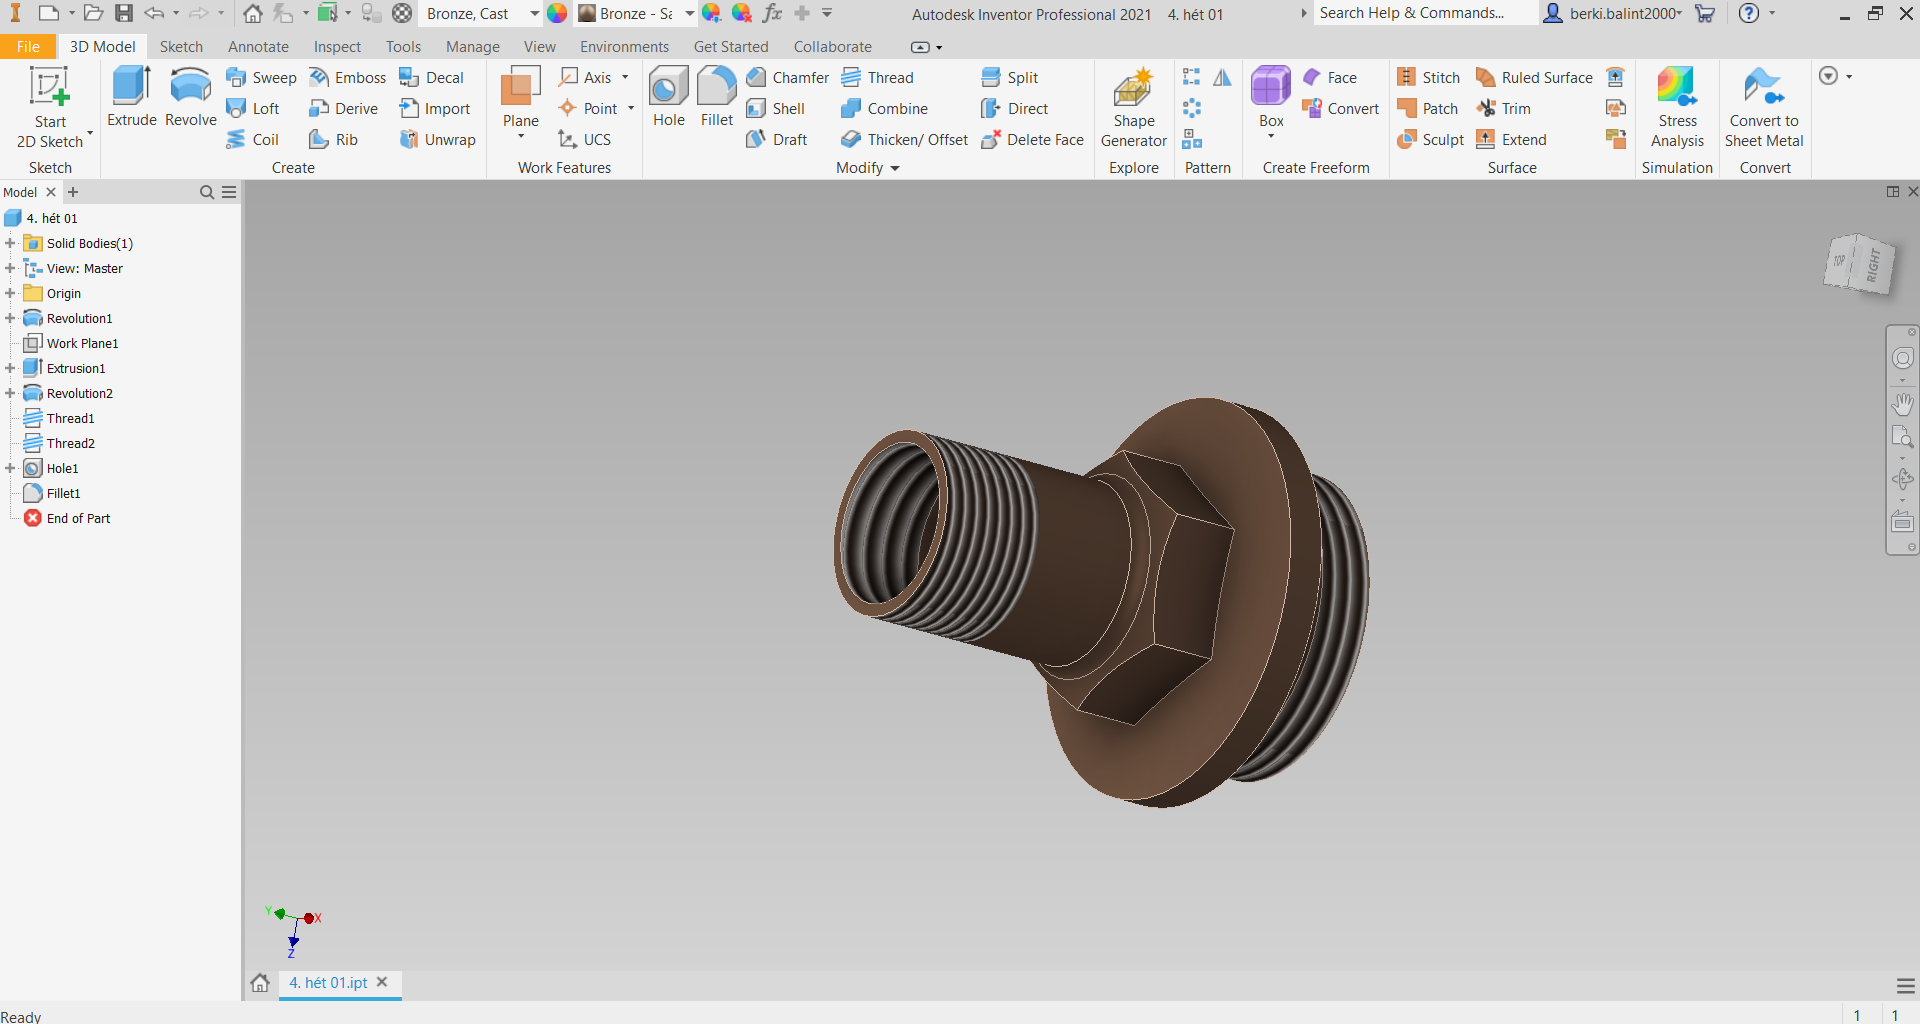 Bronze, Cast
Bronze - Sa
fx
Autodesk Inventor Professional 2021
4. hét 01
Search Help & Commands...
berki.balint2000
?
File
3D Model
Sketch
Annotate
Inspect
Tools
Manage
View
Environments
Get Started
Collaborate
Start
2D Sketch
Sketch
Extrude
Revolve
Sweep
Emboss
Decal
Loft
Derive
Import
Coil
Rib
Unwrap
Create
Plane
Axis
Point
UCS
Work Features
Hole
Fillet
Chamfer
Thread
Split
Shell
Combine
Direct
Draft
Thicken/ Offset
Delete Face
Modify
Shape
Generator
Explore
Pattern
Box
Face
Convert
Create Freeform
Stitch
Ruled Surface
Patch
Trim
Sculpt
Extend
Surface
Stress
Analysis
Simulation
Convert to
Sheet Metal
Convert
Model
4. hét 01
Solid Bodies(1)
View: Master
Origin
Revolution1
Work Plane1
Extrusion1
Revolution2
Thread1
Thread2
Hole1
Fillet1
End of Part
TOP
RIGHT
Y
X
Z
4. hét 01.ipt
Ready
1
1